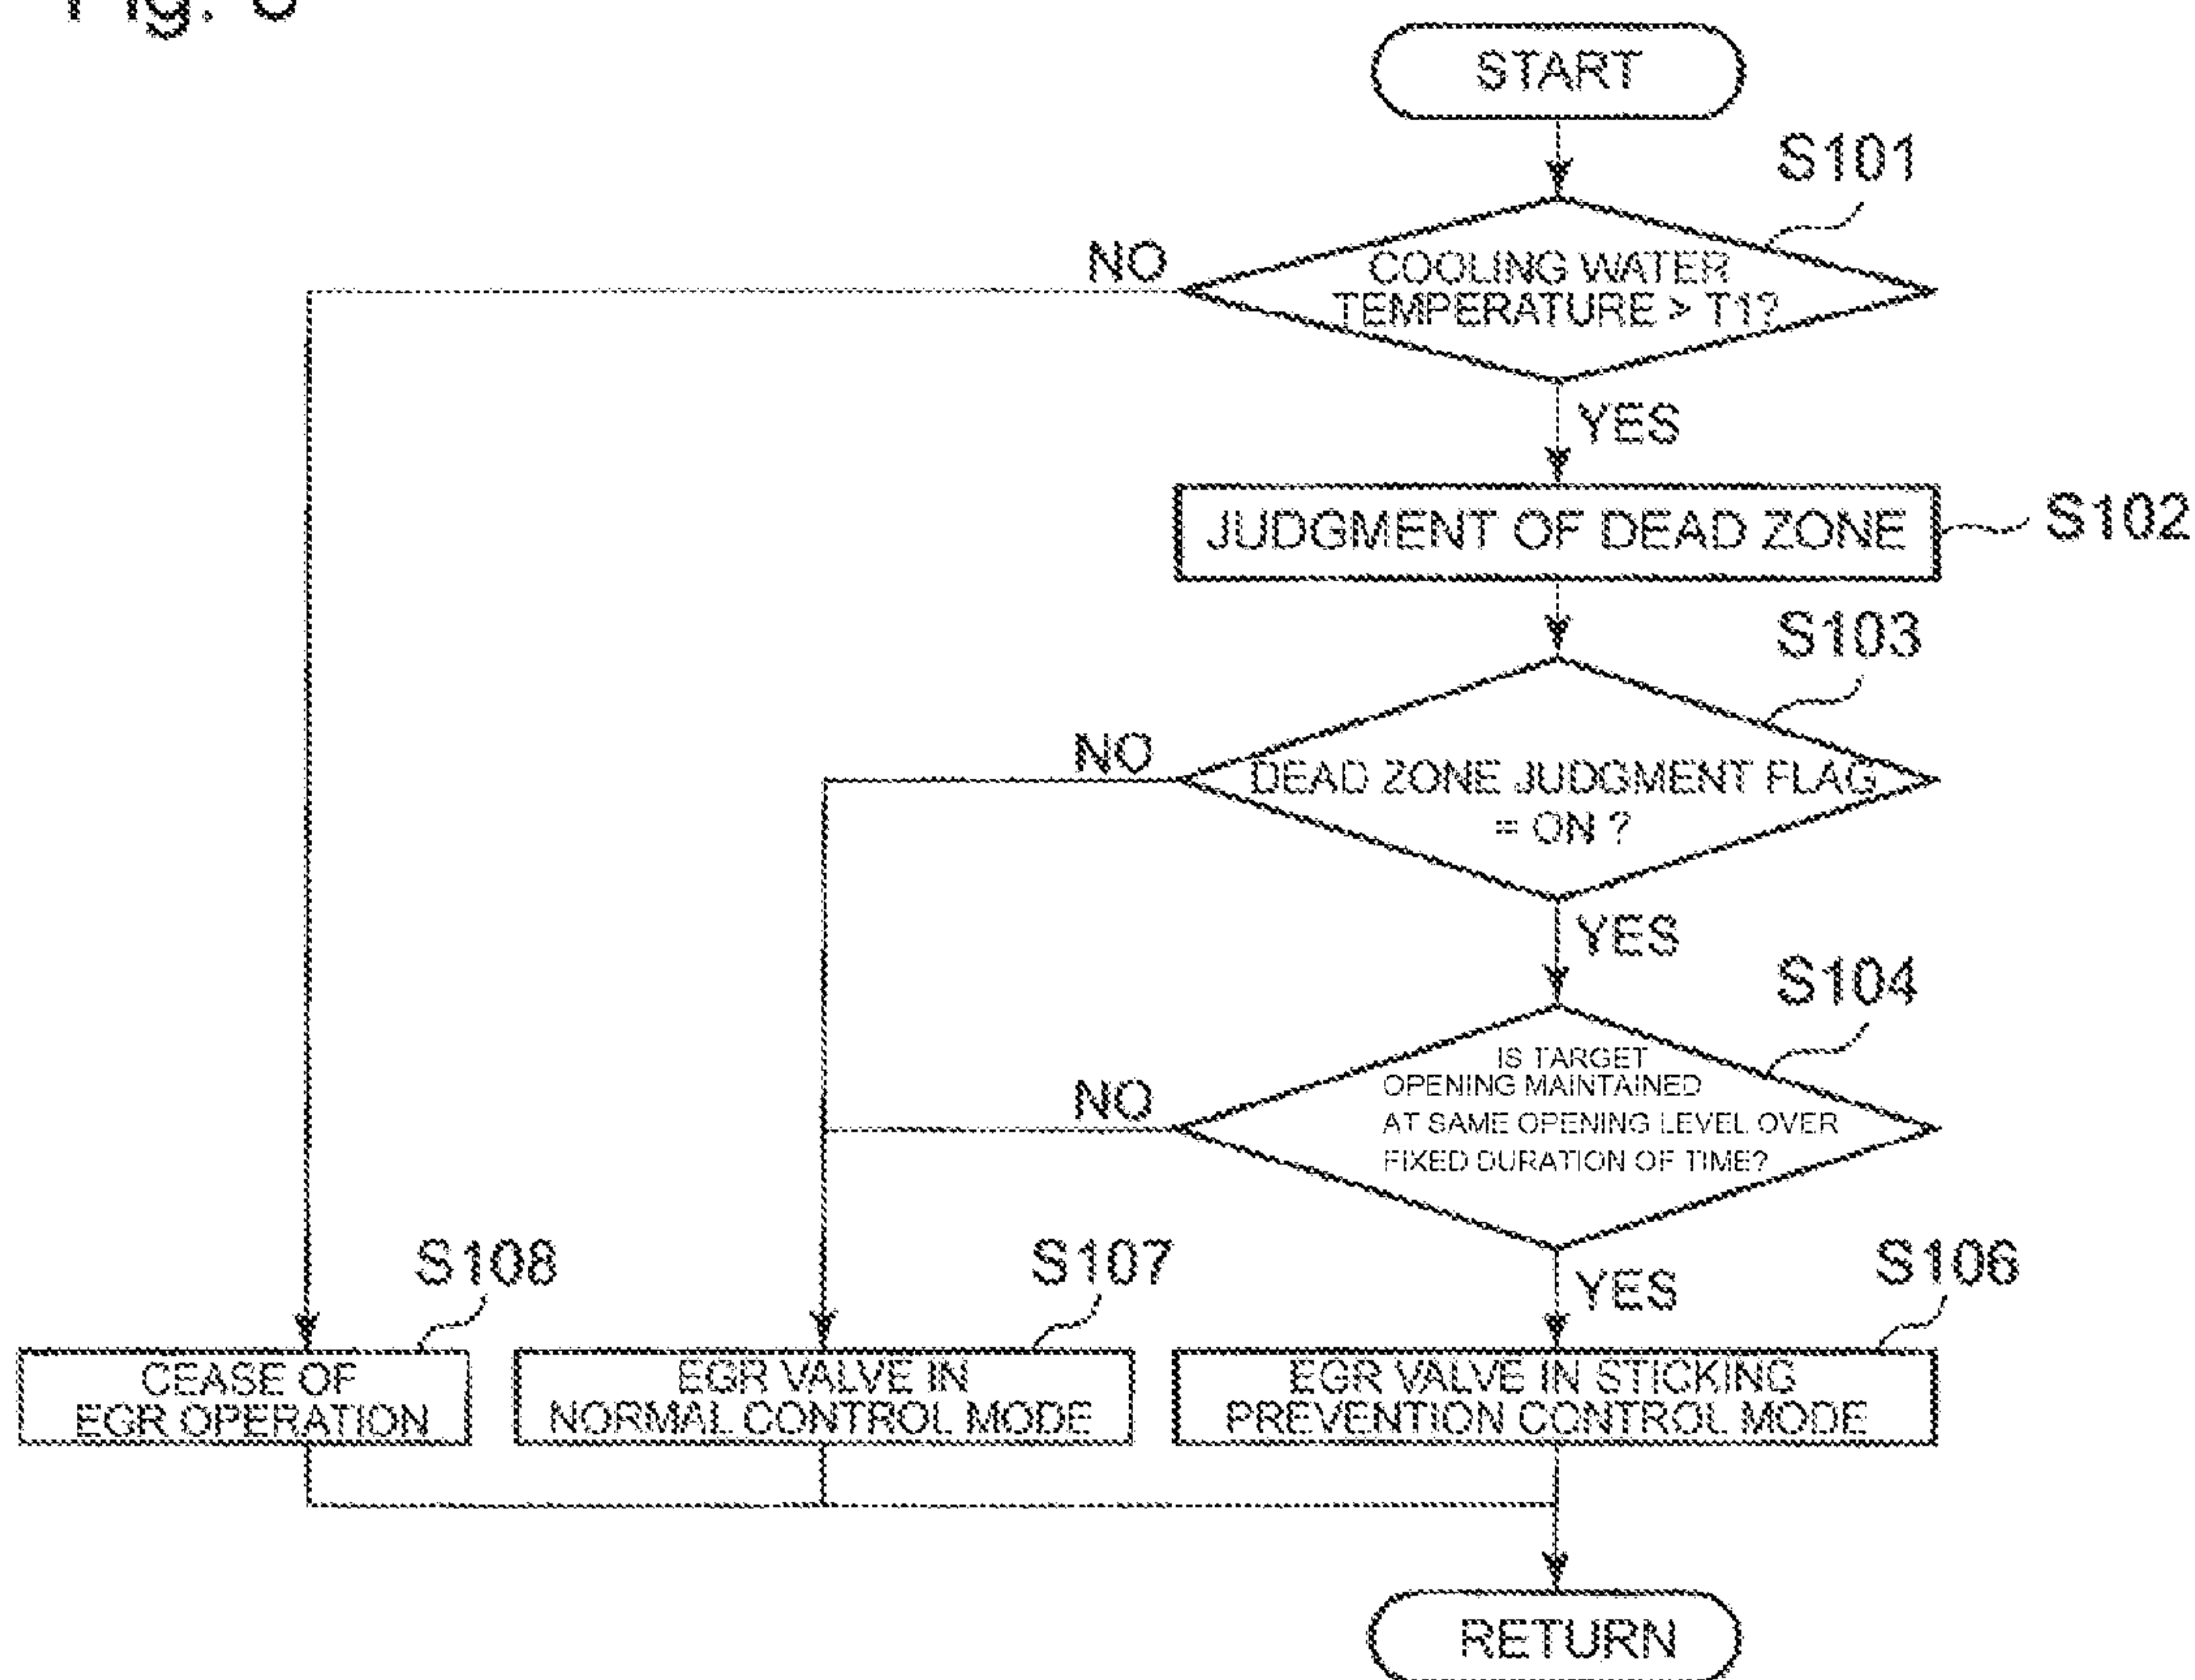 Fig.
START
S101
NO
COOLING WATER
TEMPERATURE > T1?
YES
JUDGMENT OF DEAD ZONE
S102
S103
NO
DEAD ZONE JUDGMENT FLAG
= ON ?
YES
S104
IS TARGET
OPENING MAINTAINED
NO
AT SAME OPENING LEVEL OVER
FIXED DURATION OF TIME?
S108
S107
YES
S106
CEASE OF
EGR OPERATION
EGR VALVE IN
NORMAL CONTROL MODE
EGR VALVE IN STICKING
PREVENTION CONTROL MODE
RETURN